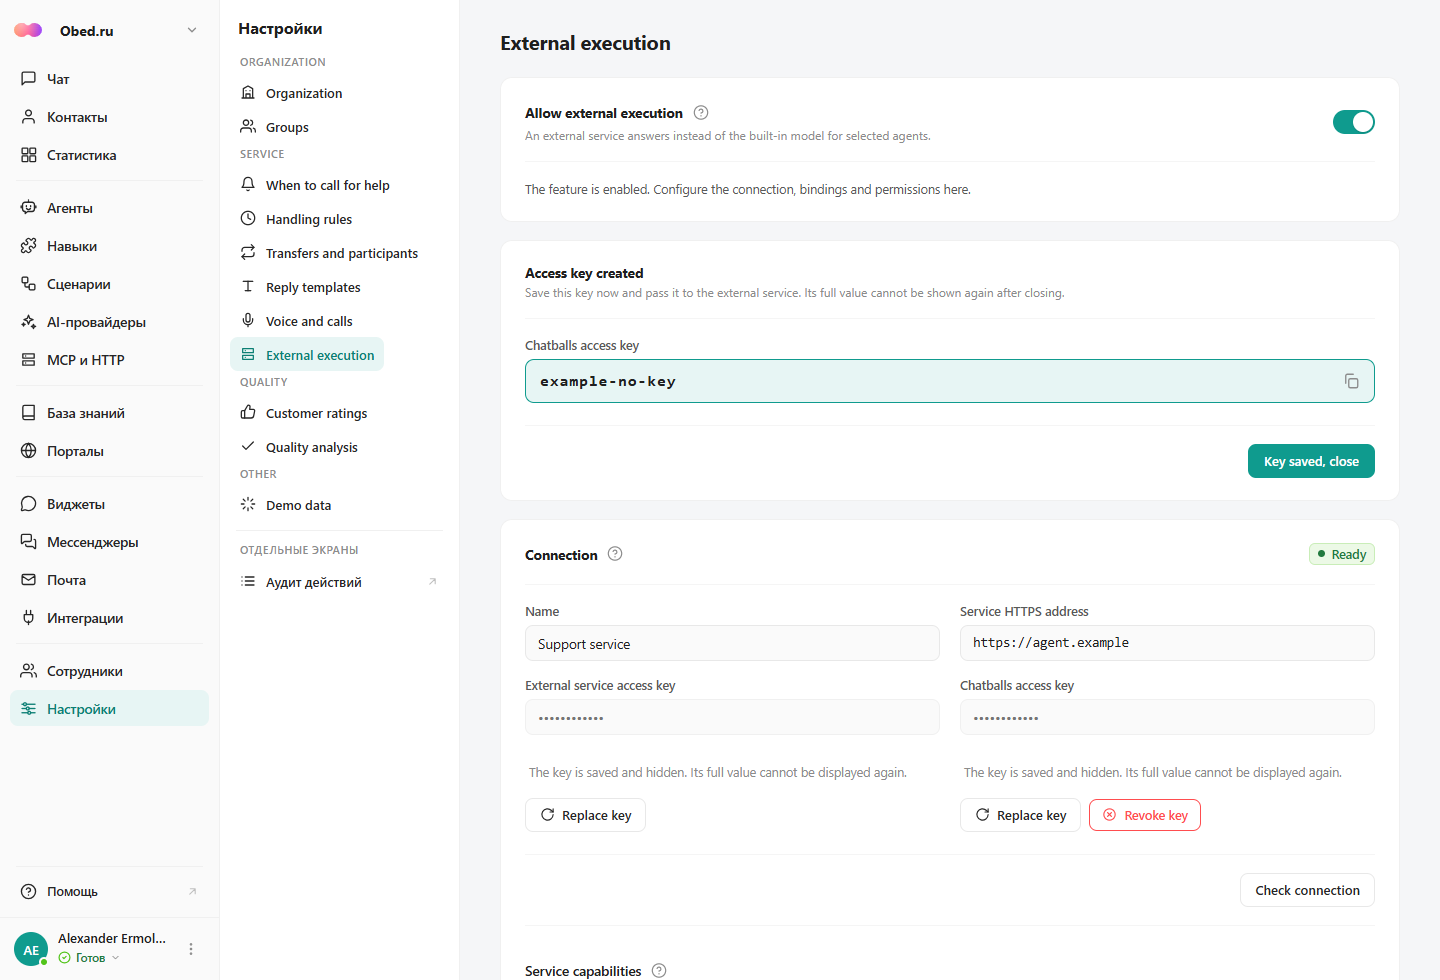 Obed.ru
Чат
Контакты
Статистика
Агенты
Навыки
Сценарии
AI-провайдеры
MCP и HTTP
База знаний
Порталы
Виджеты
Мессенджеры
Почта
Интеграции
Сотрудники
Настройки
Помощь
AE
Alexander Ermol...
Готов
Настройки
ORGANIZATION
Organization
Groups
SERVICE
When to call for help
Handling rules
Transfers and participants
Reply templates
Voice and calls
External execution
QUALITY
Customer ratings
Quality analysis
OTHER
Demo data
ОТДЕЛЬНЫЕ ЭКРАНЫ
Аудит действий
External execution
Allow external execution
An external service answers instead of the built-in model for selected agents.
The feature is enabled. Configure the connection, bindings and permissions here.
Access key created
Save this key now and pass it to the external service. Its full value cannot be shown again after closing.
Chatballs access key
example-no-key
Key saved, close
Connection
Ready
Name
Support service
Service HTTPS address
https://agent.example
External service access key
••••••••••••
The key is saved and hidden. Its full value cannot be displayed again.
Replace key
Chatballs access key
••••••••••••
The key is saved and hidden. Its full value cannot be displayed again.
Replace key
Revoke key
Check connection
Service capabilities